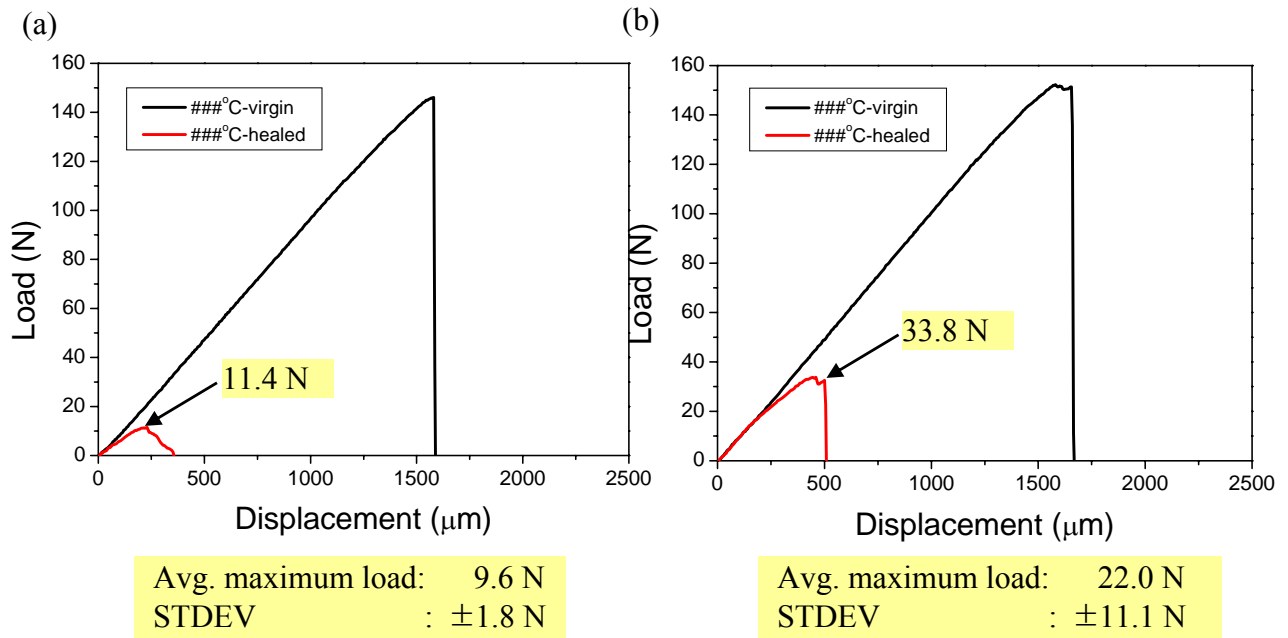 (a)
160
140
120
100
80
60
40
20
0
Load (N)
###°C-virgin
###°C-healed
11.4 N
0 500 1000 1500 2000 2500
Displacement (μm)
Avg. maximum load: 9.6 N
STDEV : ±1.8 N
(b)
160
140
120
100
80
60
40
20
0
Load (N)
###°C-virgin
###°C-healed
33.8 N
0 500 1000 1500 2000 2500
Displacement (μm)
Avg. maximum load: 22.0 N
STDEV : ±11.1 N